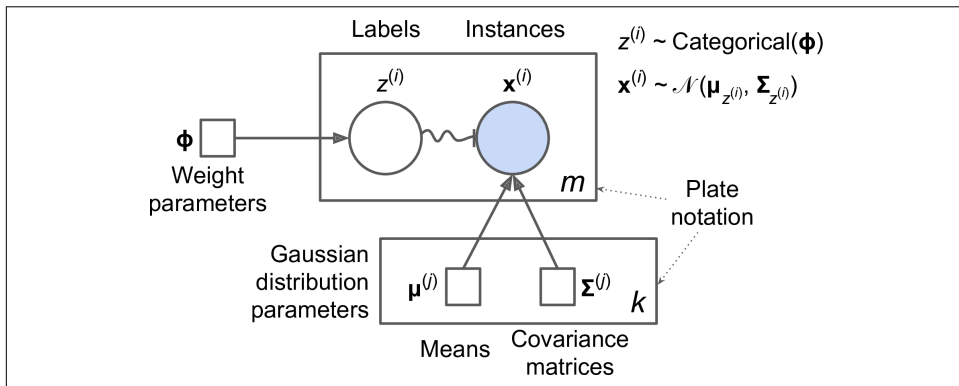 Labels Instances
z⁽ⁱ⁾ ~ Categorical(ϕ)
z⁽ⁱ⁾ x⁽ⁱ⁾
x⁽ⁱ⁾ ~ 𝒩(μ_z⁽ⁱ⁾, Σ_z⁽ⁱ⁾)
ϕ
Weight
parameters
m
Plate
notation
Gaussian
distribution
parameters
μ⁽ʲ⁾ Σ⁽ʲ⁾
k
Means
Covariance
matrices